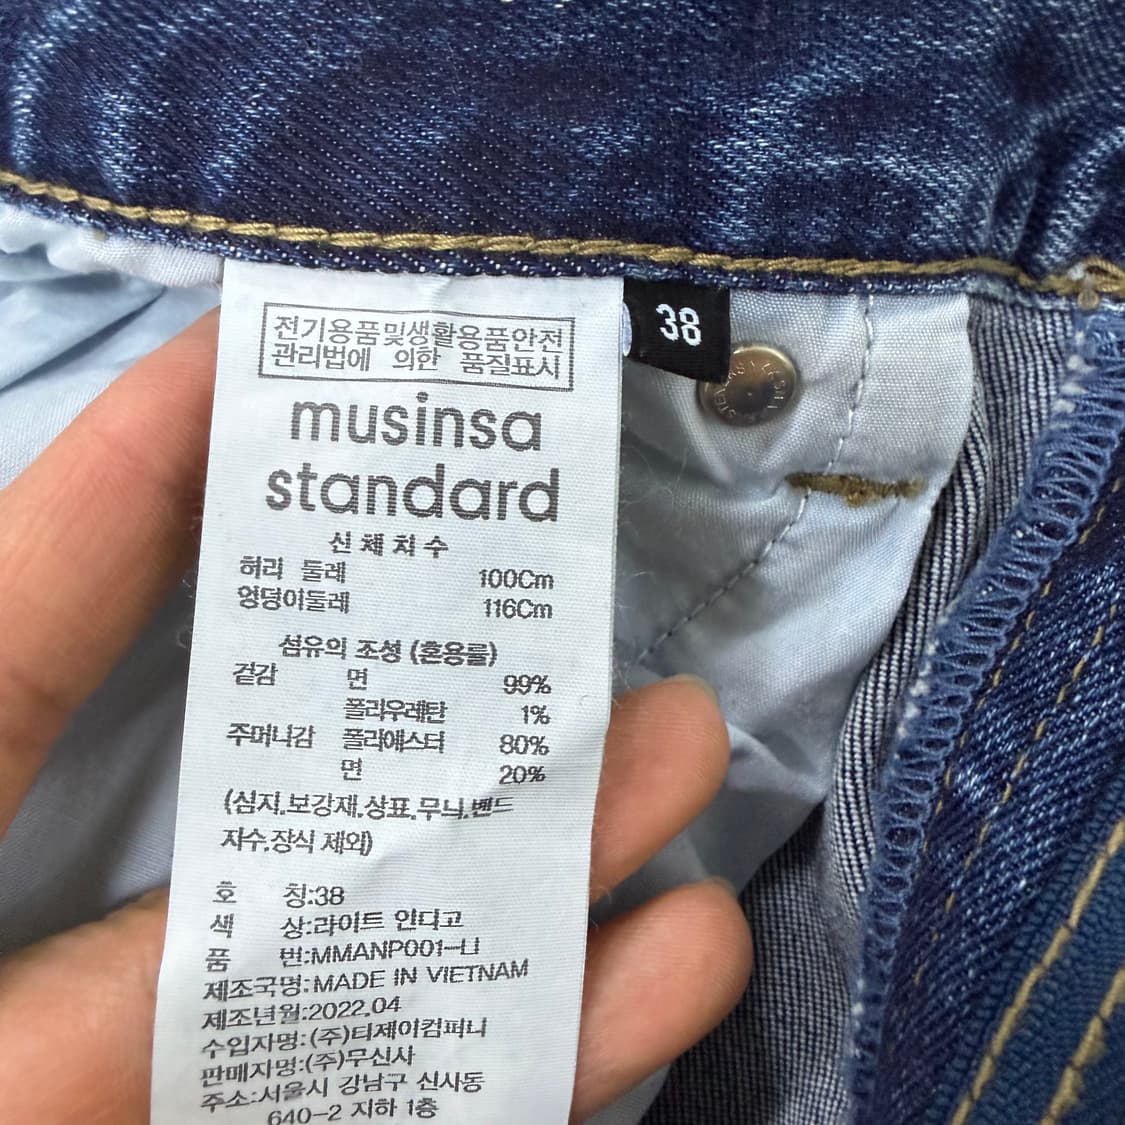 전기용품및생활용품안전
관리법에 의한 품질표시
musinsa
standard
신체치수
허리 둘레 100Cm
엉덩이둘레 116Cm
섬유의 조성 (혼용률)
겉감 면 99%
폴리우레탄 1%
주머니감 폴리에스터 80%
면 20%
(심지.보강재.상표.무늬.밴드
자수.장식 제외)
호 칭:38
색 상:라이트 인디고
품 번:MMANP001-LI
제조국명:MADE IN VIETNAM
제조년월:2022.04
수입자명:(주)티제이컴퍼니
판매자명:(주)무신사
주소:서울시 강남구 신사동
640-2 지하 1층
38